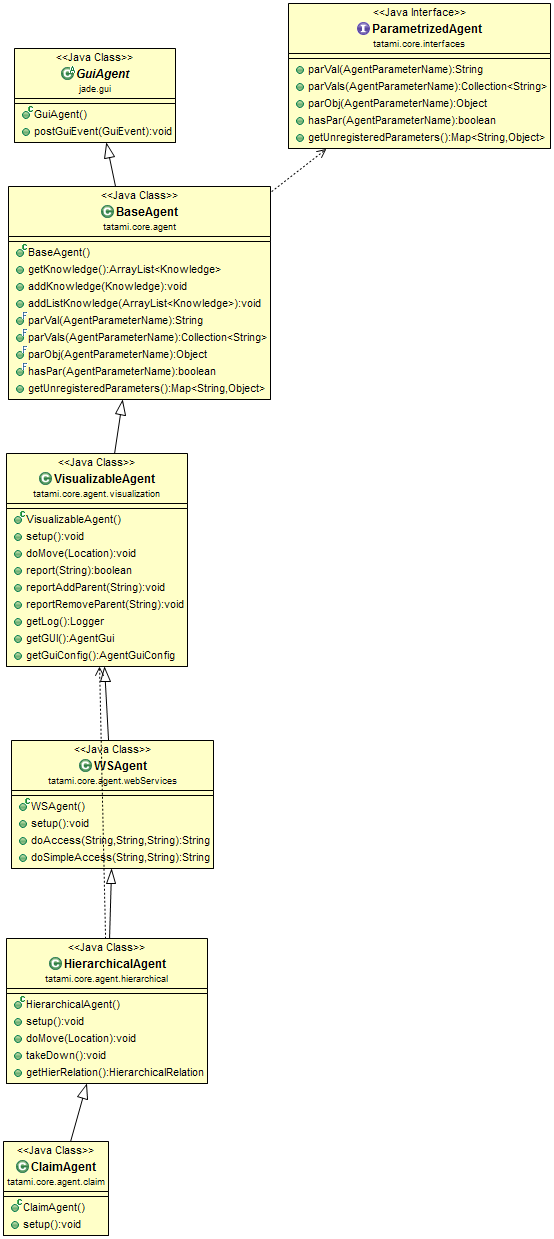 <<Java Interface>>
ParametrizedAgent
tatami.core.interfaces
parVal(AgentParameterName):String
parVals(AgentParameterName):Collection<String>
parObj(AgentParameterName):Object
hasPar(AgentParameterName):boolean
getUnregisteredParameters():Map<String,Object>
<<Java Class>>
GuiAgent
jade.gui
GuiAgent()
postGuiEvent(GuiEvent):void
<<Java Class>>
BaseAgent
tatami.core.agent
BaseAgent()
getKnowledge():ArrayList<Knowledge>
addKnowledge(Knowledge):void
addListKnowledge(ArrayList<Knowledge>):void
parVal(AgentParameterName):String
parVals(AgentParameterName):Collection<String>
parObj(AgentParameterName):Object
hasPar(AgentParameterName):boolean
getUnregisteredParameters():Map<String,Object>
<<Java Class>>
VisualizableAgent
tatami.core.agent.visualization
VisualizableAgent()
setup():void
doMove(Location):void
report(String):boolean
reportAddParent(String):void
reportRemoveParent(String):void
getLog():Logger
getGUI():AgentGui
getGuiConfig():AgentGuiConfig
<<Java Class>>
WSAgent
tatami.core.agent.webServices
WSAgent()
setup():void
doAccess(String,String,String):String
doSimpleAccess(String,String):String
<<Java Class>>
HierarchicalAgent
tatami.core.agent.hierarchical
HierarchicalAgent()
setup():void
doMove(Location):void
takeDown():void
getHierRelation():HierarchicalRelation
<<Java Class>>
ClaimAgent
tatami.core.agent.claim
ClaimAgent()
setup():void